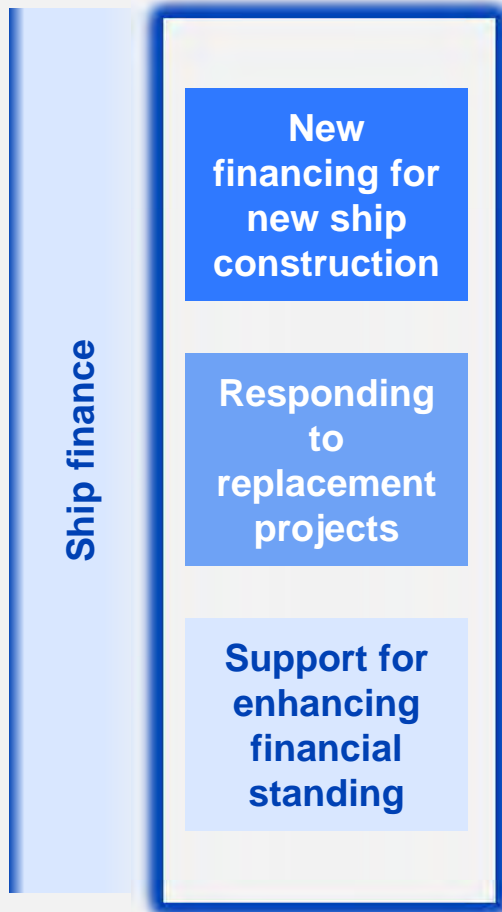 Ship finance
New
financing for
new ship
construction
Responding
to
replacement
projects
Support for
enhancing
financial
standing